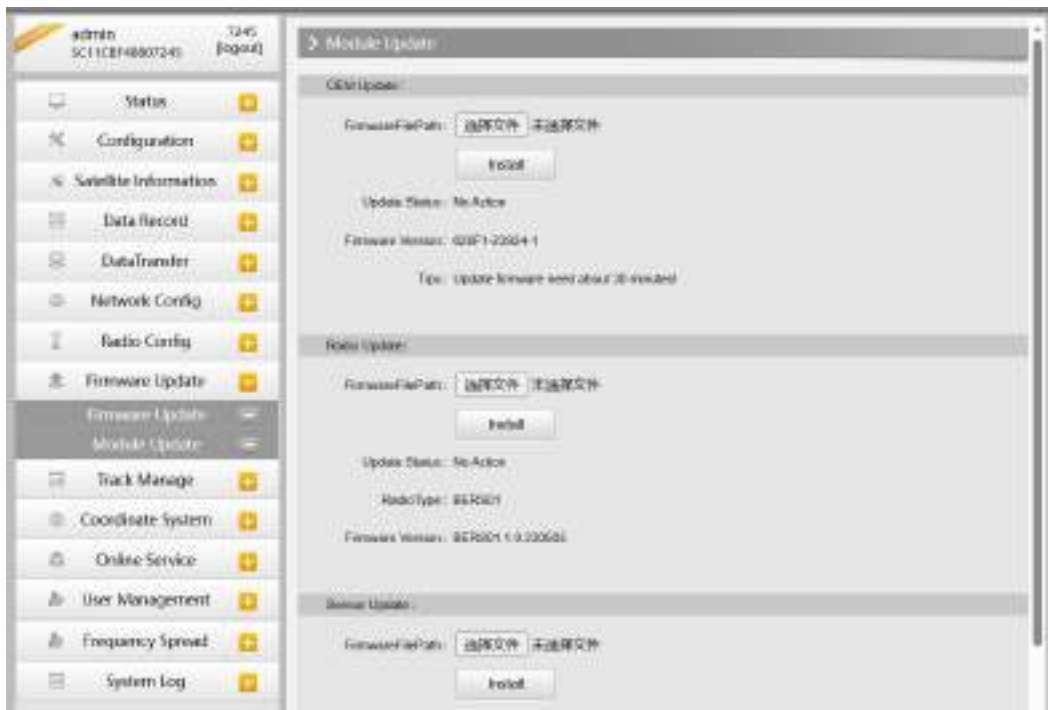 admin
7245
[logout]
Status
Configuration
Satellite Information
Data Record
DataTransfer
Network Config
Radio Config
Firmware Update
Firmware Update
Module Update
Track Manage
Coordinate System
Online Service
User Management
Frequency Spread
System Log
Module Update
OEM Update:
FirmwareFilePath: 选择文件 未选择文件
Install
Update Status: No Action
Firmware Version:
Tips: Update firmware need about 30 minutes!
Radio Update:
FirmwareFilePath: 选择文件 未选择文件
Install
Update Status: No Action
RadioType:
Firmware Version:
Sensor Update:
FirmwareFilePath: 选择文件 未选择文件
Install